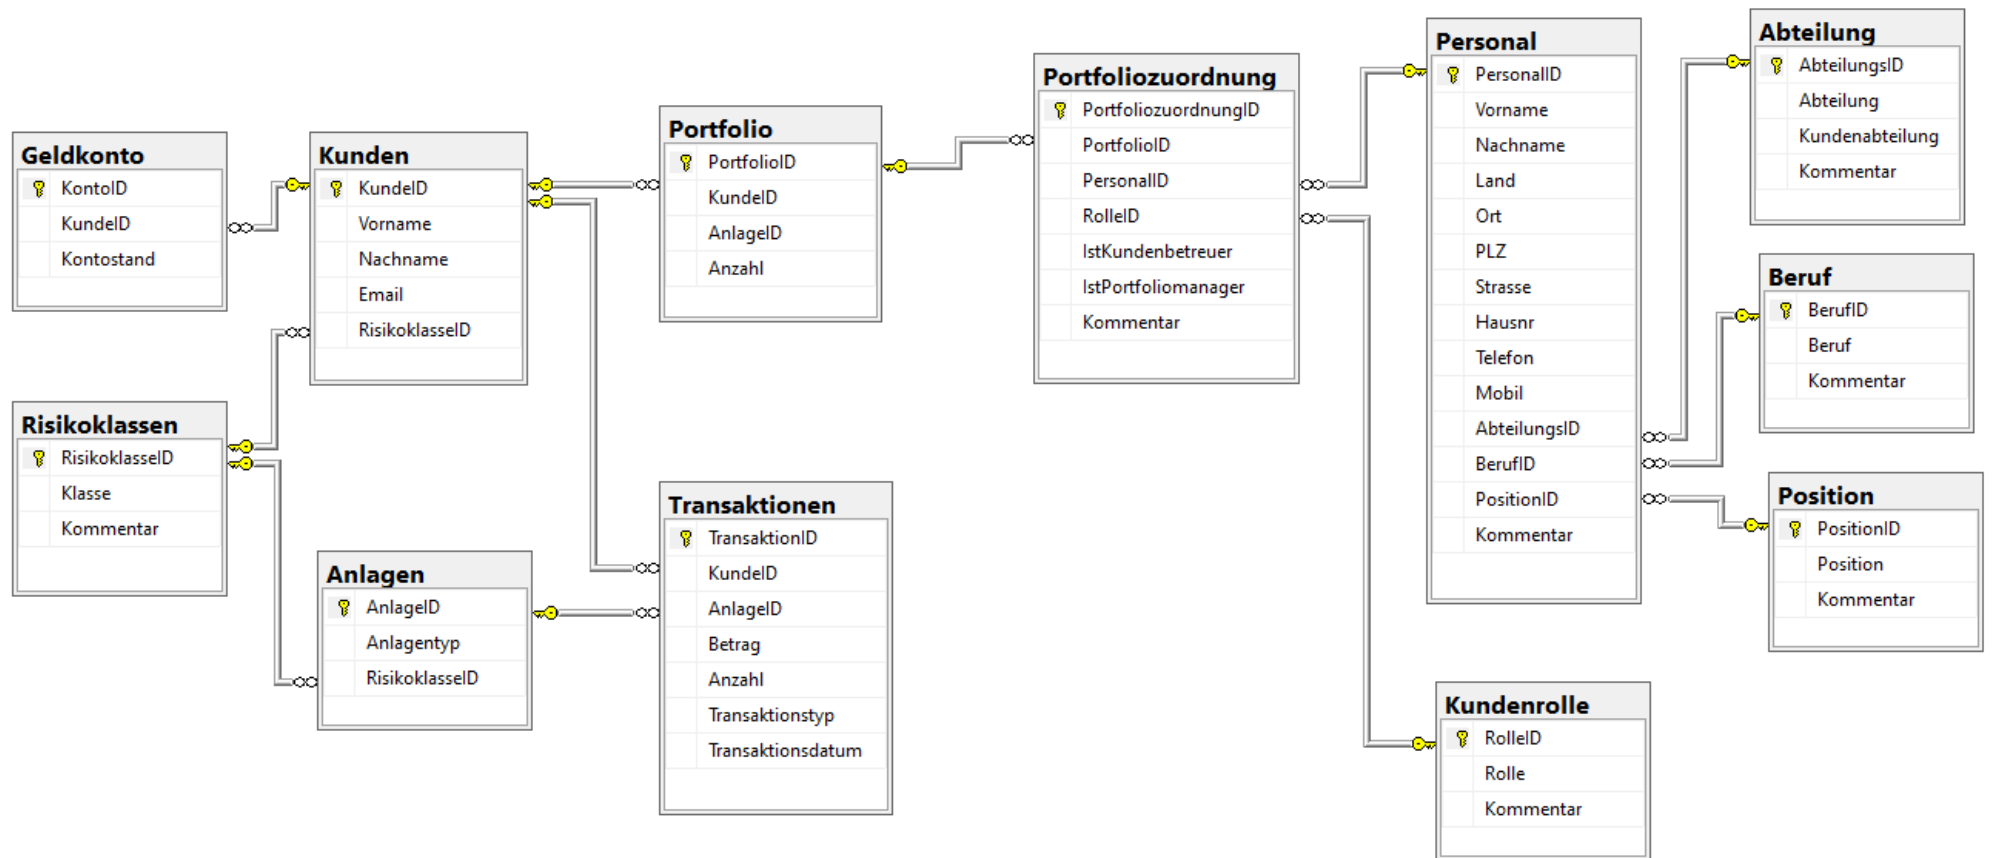 Geldkonto
KontoID
KundeID
Kontostand
Kunden
KundeID
Vorname
Nachname
Email
RisikoklasseID
Risikoklassen
RisikoklasseID
Klasse
Kommentar
Anlagen
AnlageID
Anlagentyp
RisikoklasseID
Portfolio
PortfolioID
KundeID
AnlageID
Anzahl
Transaktionen
TransaktionID
KundeID
AnlageID
Betrag
Anzahl
Transaktionstyp
Transaktionsdatum
Portfoliozuordnung
PortfoliozuordnungID
PortfolioID
PersonalID
RolleID
IstKundenbetreuer
IstPortfoliomanager
Kommentar
Personal
PersonalID
Vorname
Nachname
Land
Ort
PLZ
Strasse
Hausnr
Telefon
Mobil
AbteilungsID
BerufID
PositionID
Kommentar
Abteilung
AbteilungsID
Abteilung
Kundenabteilung
Kommentar
Beruf
BerufID
Beruf
Kommentar
Position
PositionID
Position
Kommentar
Kundenrolle
RolleID
Rolle
Kommentar